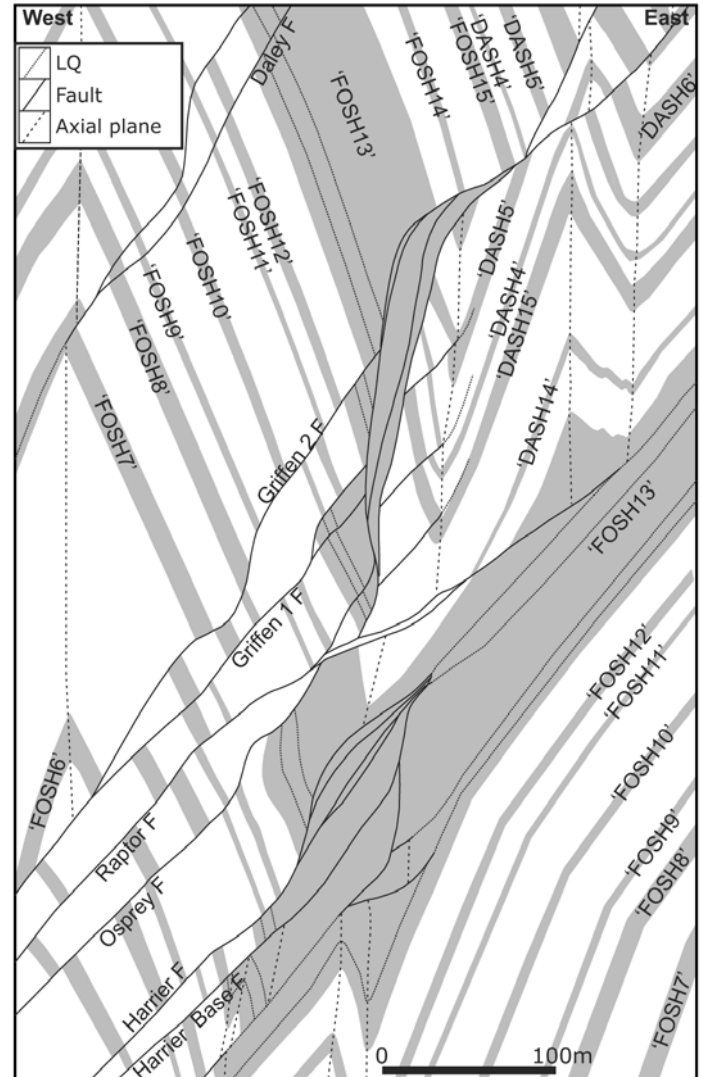 West
East
LQ
Fault
Axial plane
Daley F
'FOSH13'
'FOSH14'
'FOSH15'
'DASH4'
'DASH5'
'DASH6'
'FOSH12'
'FOSH11'
'FOSH10'
'FOSH9'
'FOSH8'
'FOSH7'
'DASH5'
'DASH4'
'DASH15'
'DASH14'
Griffen 2 F
'FOSH13'
Griffen 1 F
'FOSH12'
'FOSH11'
'FOSH10'
'FOSH6'
Raptor F
'FOSH9'
'FOSH8'
Osprey F
Harrier F
Harrier Base F
'FOSH7'
0
100m